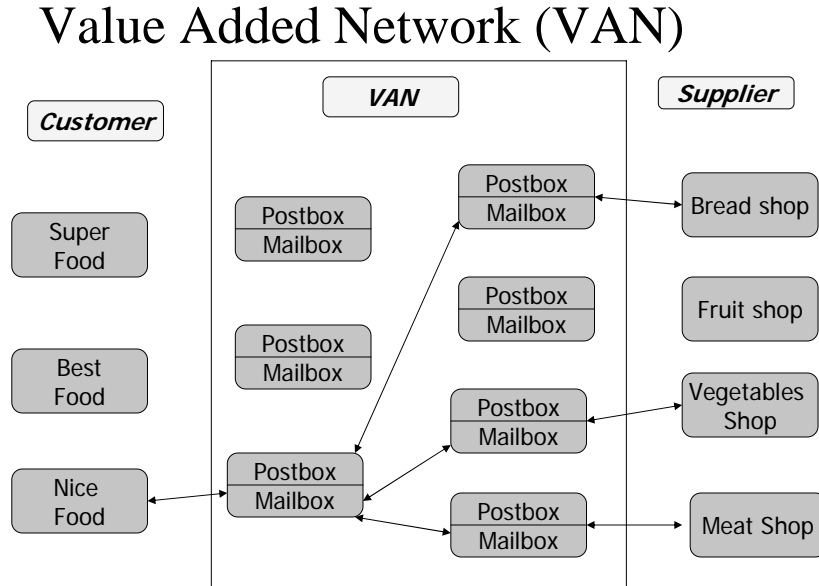 Value Added Network (VAN)
Customer
VAN
Supplier
Super
Food
Best
Food
Nice
Food
Postbox
Mailbox
Postbox
Mailbox
Postbox
Mailbox
Postbox
Mailbox
Postbox
Mailbox
Postbox
Mailbox
Postbox
Mailbox
Bread shop
Fruit shop
Vegetables
Shop
Meat Shop